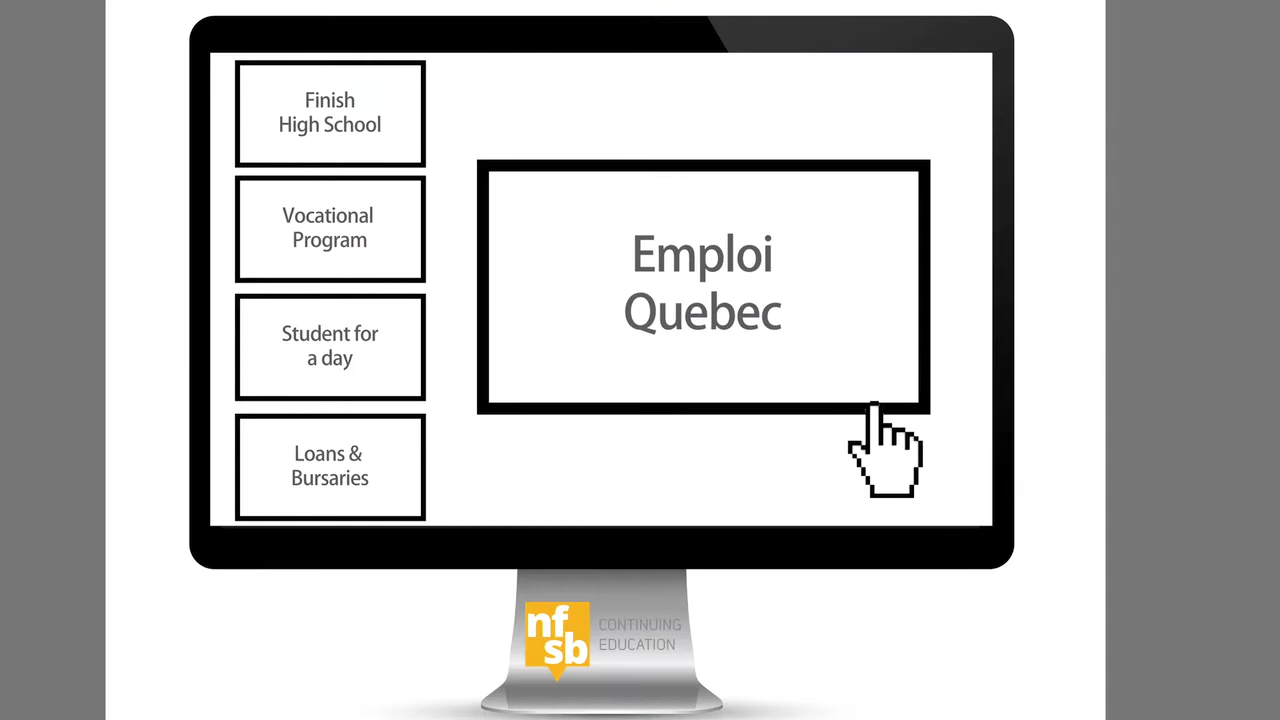 Finish
High School
Vocational
Program
Student for
a day
Loans &
Bursaries
Emploi
Quebec
nf
sb
CONTINUING
EDUCATION